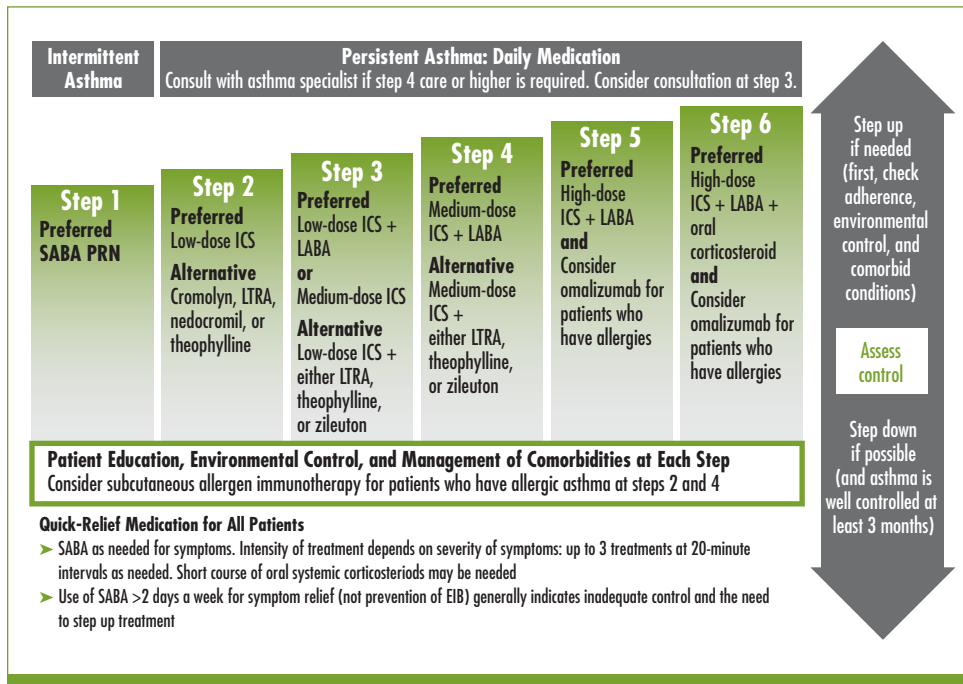 Intermittent
Asthma
Persistent Asthma: Daily Medication
Consult with asthma specialist if step 4 care or higher is required. Consider consultation at step 3.
Step 1
Preferred
SABA PRN
Step 2
Preferred
Low-dose ICS
Alternative
Cromolyn, LTRA,
nedocromil, or
theophylline
Step 3
Preferred
Low-dose ICS +
LABA
or
Medium-dose ICS
Alternative
Low-dose ICS +
either LTRA,
theophylline,
or zileuton
Step 4
Preferred
Medium-dose
ICS + LABA
Alternative
Medium-dose
ICS +
either LTRA,
theophylline,
or zileuton
Step 5
Preferred
High-dose
ICS + LABA
and
Consider
omalizumab for
patients who
have allergies
Step 6
Preferred
High-dose
ICS + LABA +
oral
corticosteroid
and
Consider
omalizumab for
patients who
have allergies
Step up
if needed
(first, check
adherence,
environmental
control, and
comorbid
conditions)
Assess
control
Step down
if possible
(and asthma is
well controlled at
least 3 months)
Patient Education, Environmental Control, and Management of Comorbidities at Each Step
Consider subcutaneous allergen immunotherapy for patients who have allergic asthma at steps 2 and 4
Quick-Relief Medication for All Patients
➤ SABA as needed for symptoms. Intensity of treatment depends on severity of symptoms: up to 3 treatments at 20-minute
intervals as needed. Short course of oral systemic corticosteriods may be needed
➤ Use of SABA >2 days a week for symptom relief (not prevention of EIB) generally indicates inadequate control and the need
to step up treatment